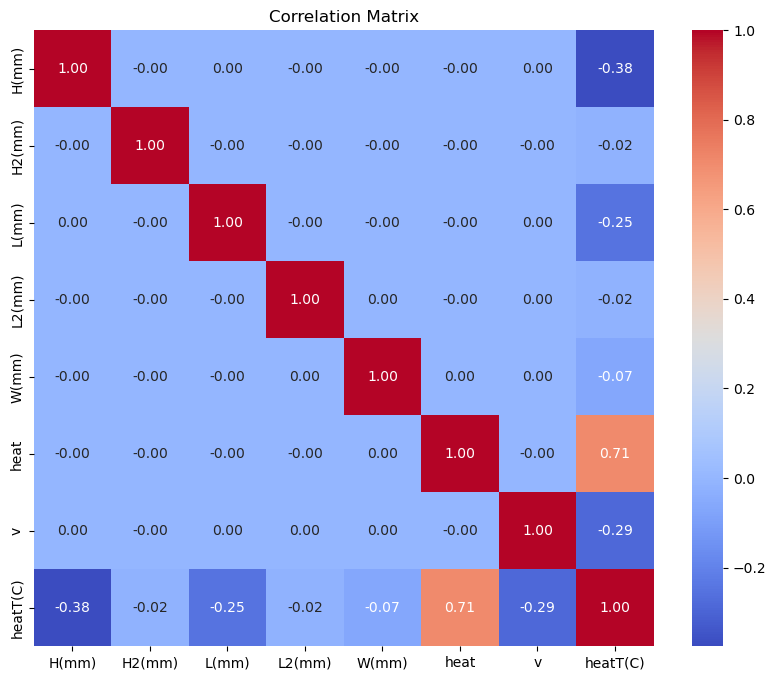 Correlation Matrix
H(mm) 1.00 -0.00 0.00 -0.00 -0.00 -0.00 0.00 -0.38
H2(mm) -0.00 1.00 -0.00 -0.00 -0.00 -0.00 -0.00 -0.02
L(mm) 0.00 -0.00 1.00 -0.00 -0.00 -0.00 0.00 -0.25
L2(mm) -0.00 -0.00 -0.00 1.00 0.00 -0.00 0.00 -0.02
W(mm) -0.00 -0.00 -0.00 0.00 1.00 0.00 0.00 -0.07
heat -0.00 -0.00 -0.00 -0.00 0.00 1.00 -0.00 0.71
v 0.00 -0.00 0.00 0.00 0.00 -0.00 1.00 -0.29
heatT(C) -0.38 -0.02 -0.25 -0.02 -0.07 0.71 -0.29 1.00
H(mm) H2(mm) L(mm) L2(mm) W(mm) heat v heatT(C)
1.0
0.8
0.6
0.4
0.2
0.0
−0.2